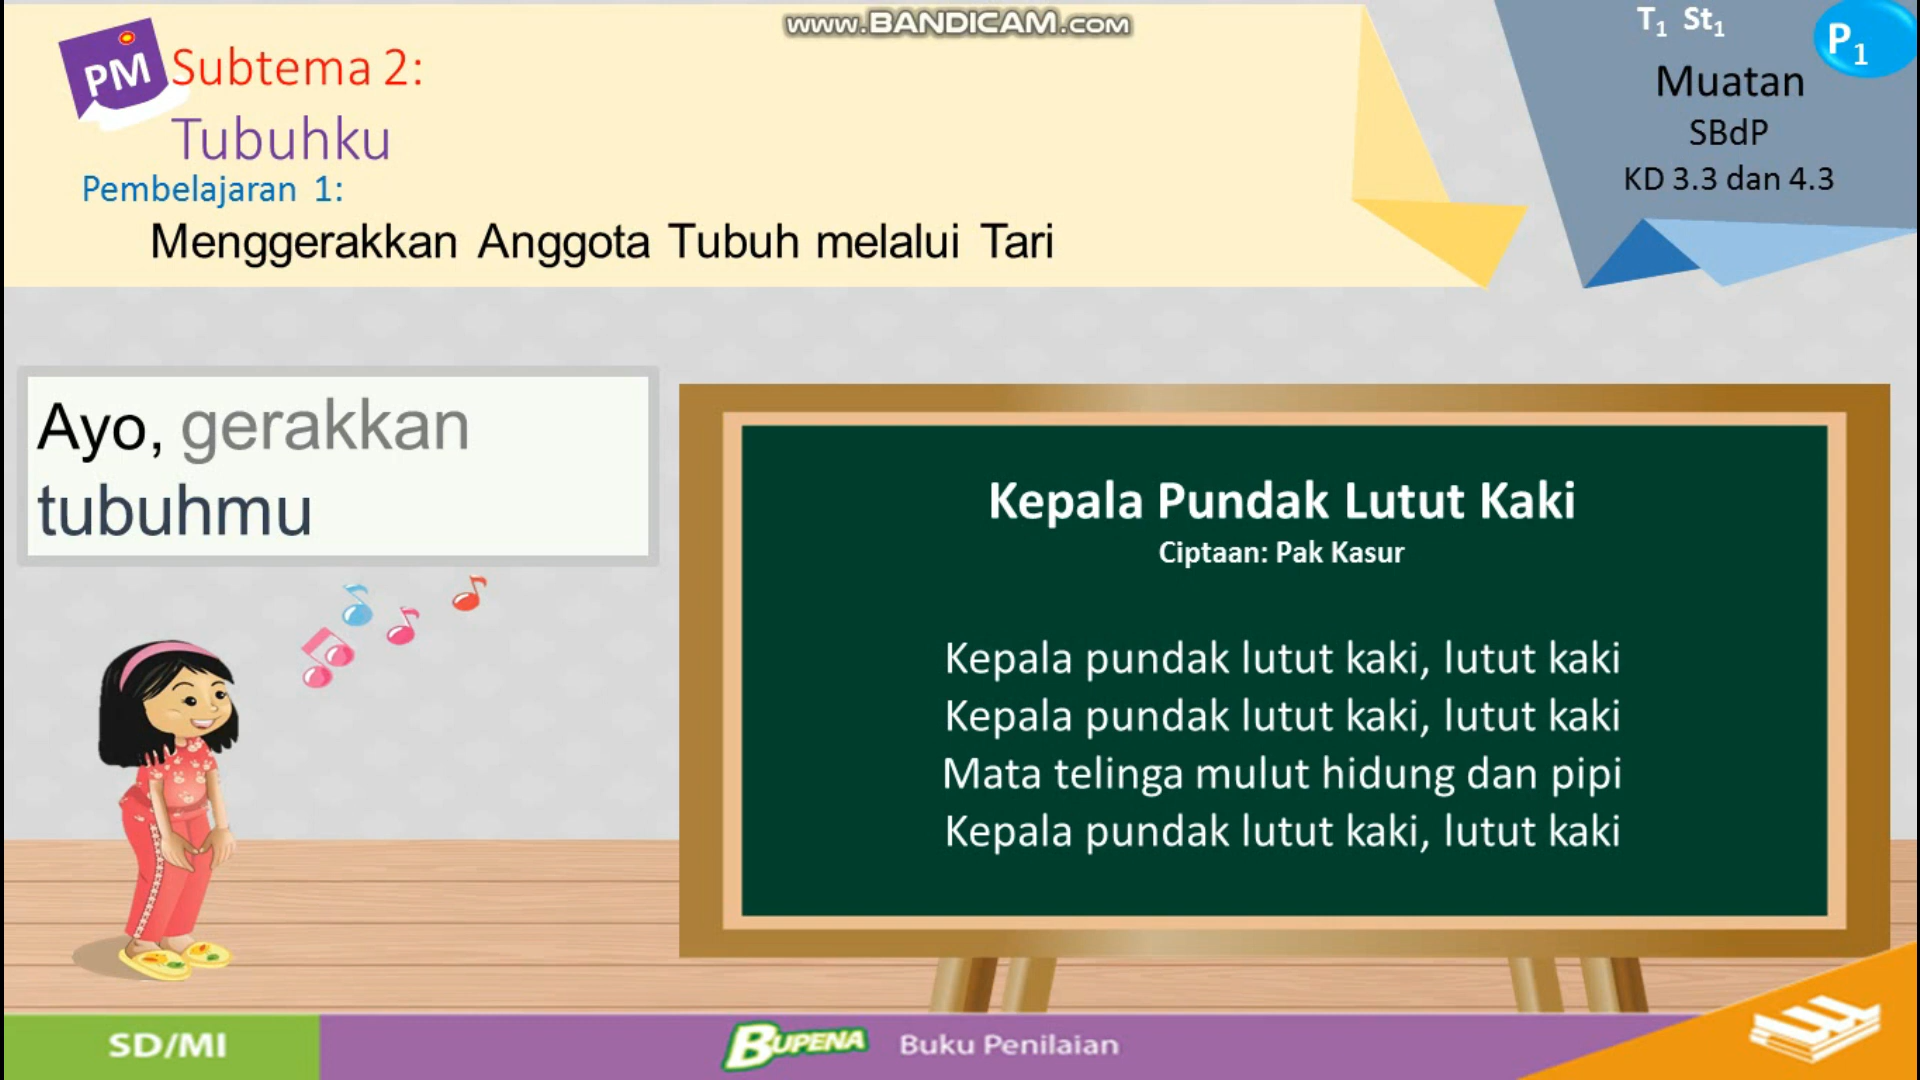 www.BANDICAM.com
PM
Subtema 2:
Tubuhku
Pembelajaran 1:
Menggerakkan Anggota Tubuh melalui Tari
T1 St1
P1
Muatan
SBdP
KD 3.3 dan 4.3
Ayo, gerakkan
tubuhmu
Kepala Pundak Lutut Kaki
Ciptaan: Pak Kasur
Kepala pundak lutut kaki, lutut kaki
Kepala pundak lutut kaki, lutut kaki
Mata telinga mulut hidung dan pipi
Kepala pundak lutut kaki, lutut kaki
SD/MI
BUPENA
Buku Penilaian